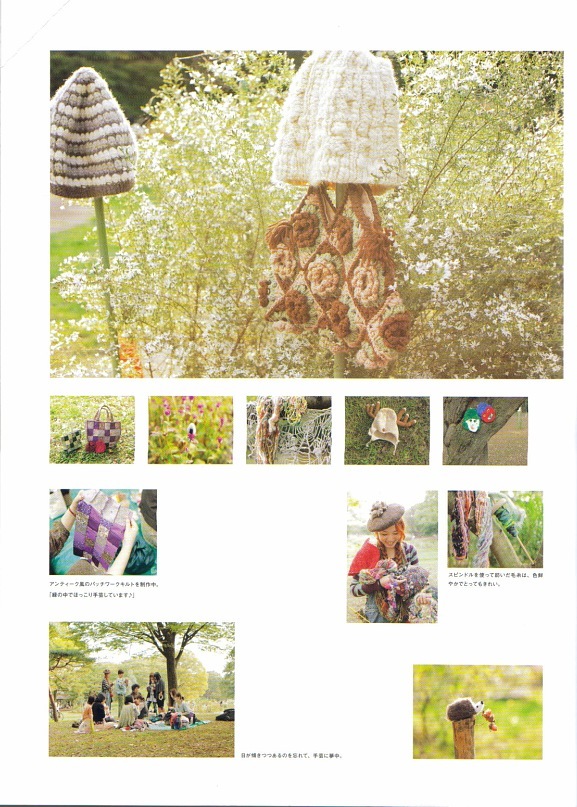 アンティーク風のパッチワークキルトを制作中。
「緑の中でほっこり手芸しています♪」
スピンドルを使って紡いだ毛糸は、色鮮
やかでとってもきれい。
日が傾きつつあるのを忘れて、手芸に夢中。